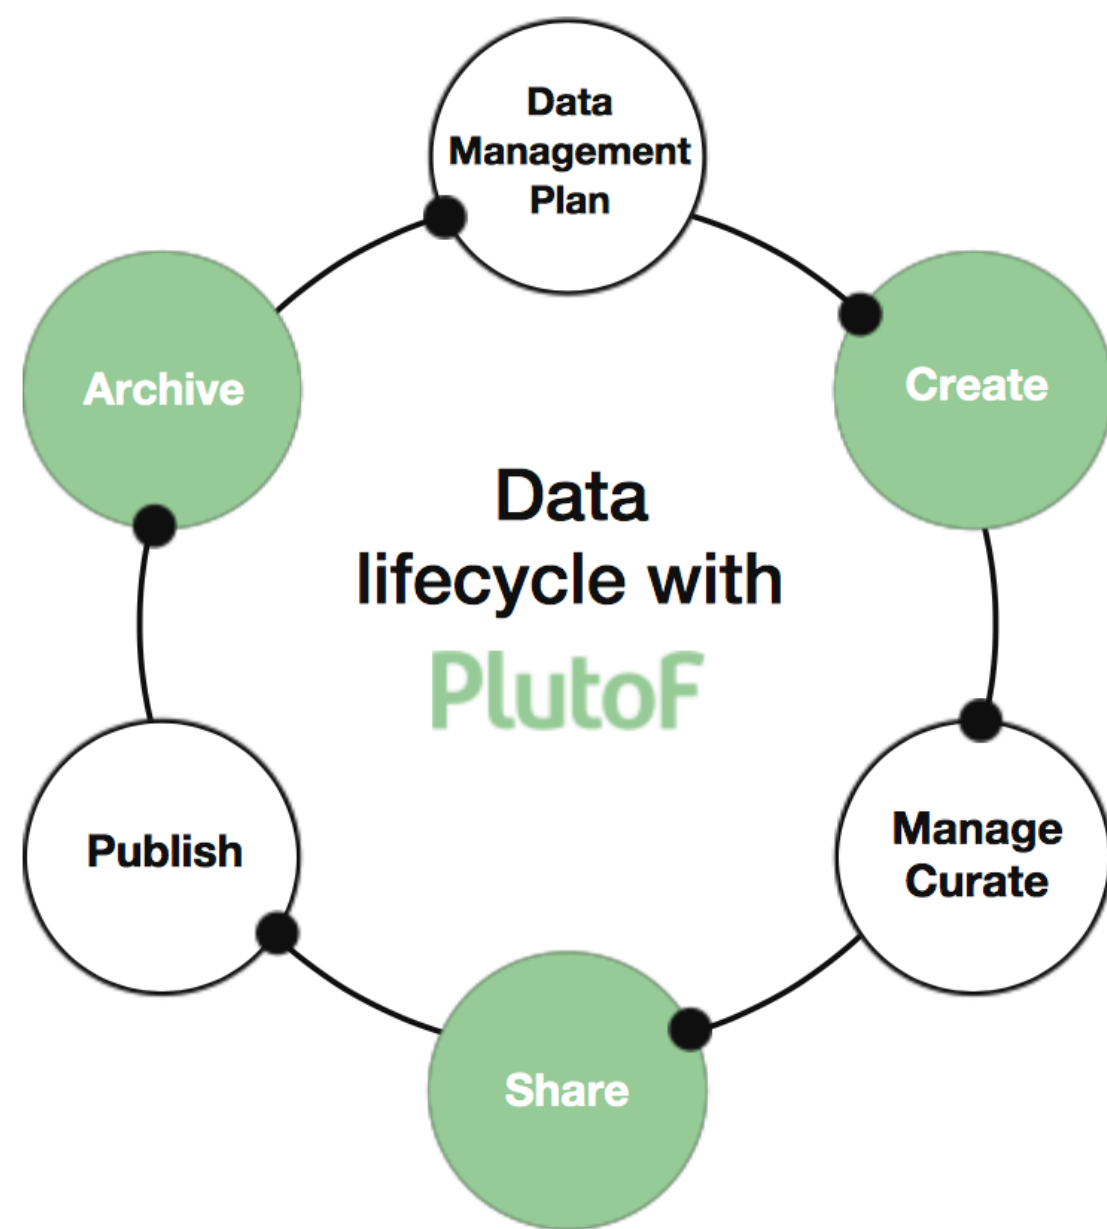 Data
Management
Plan
Create
Manage
Curate
Share
Publish
Archive
Data
lifecycle with
PlutoF